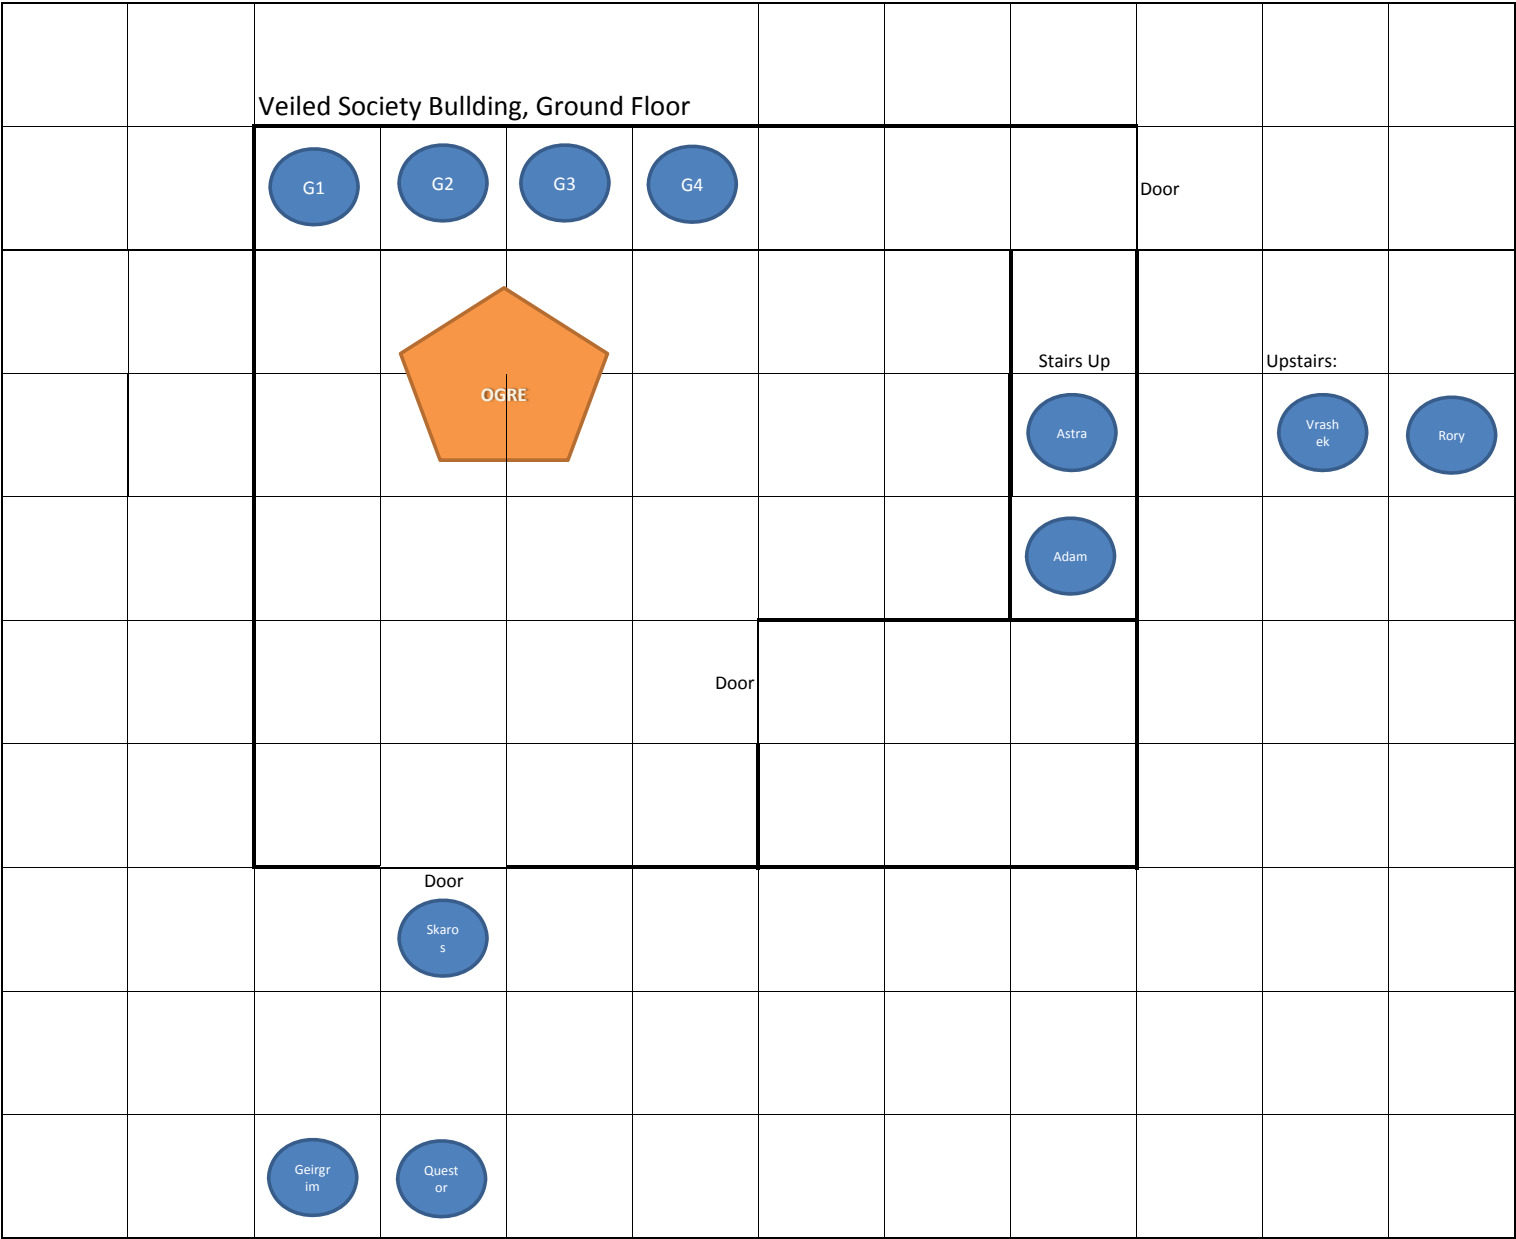 Veiled Society Bullding, Ground Floor
G1
G2
G3
G4
Door
Stairs Up
Upstairs:
OGRE
Astra
Vrash
ek
Rory
Adam
Door
Door
Skaro
s
Geirgr
im
Quest
or